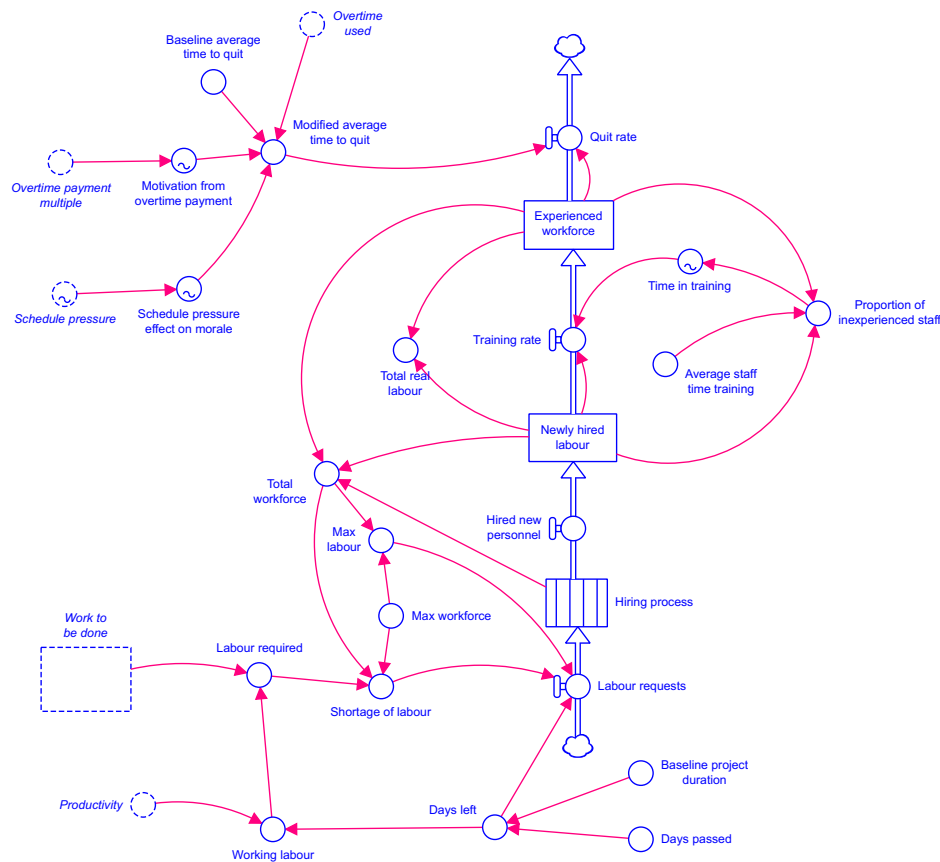 Overtime
used
Baseline average
time to quit
Modified average
time to quit
Quit rate
Overtime payment
multiple
Motivation from
overtime payment
Experienced
workforce
Schedule pressure
Schedule pressure
effect on morale
Time in training
Proportion of
inexperienced staff
Training rate
Total real
labour
Average staff
time training
Newly hired
labour
Total
workforce
Hired new
personnel
Max
labour
Hiring process
Max workforce
Work to
be done
Labour required
Shortage of labour
Labour requests
Baseline project
duration
Productivity
Days left
Days passed
Working labour